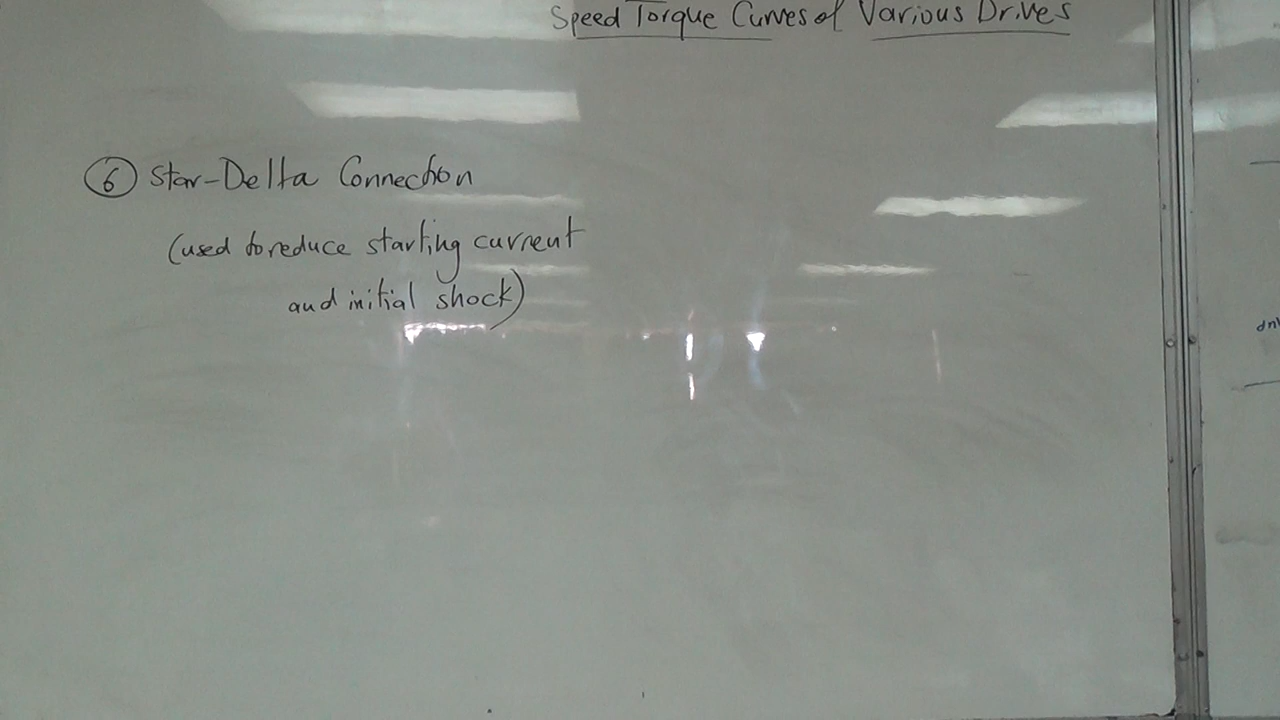 Speed Torque Curves of Various Drives
⑥ Star-Delta Connection
(used to reduce starting current
and initial shock)